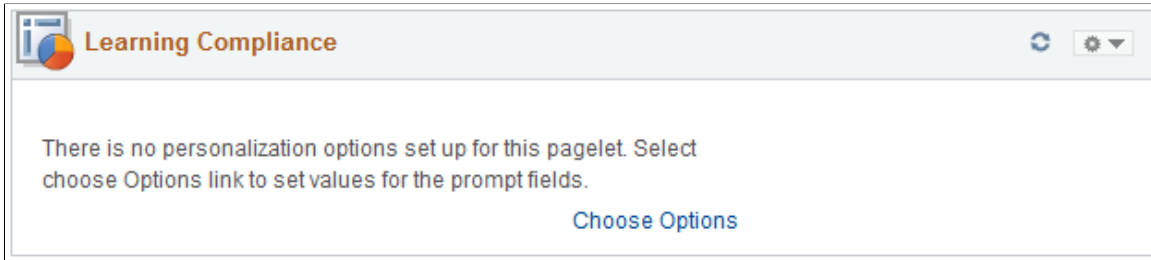 Learning Compliance
There is no personalization options set up for this pagelet. Select
choose Options link to set values for the prompt fields.
Choose Options